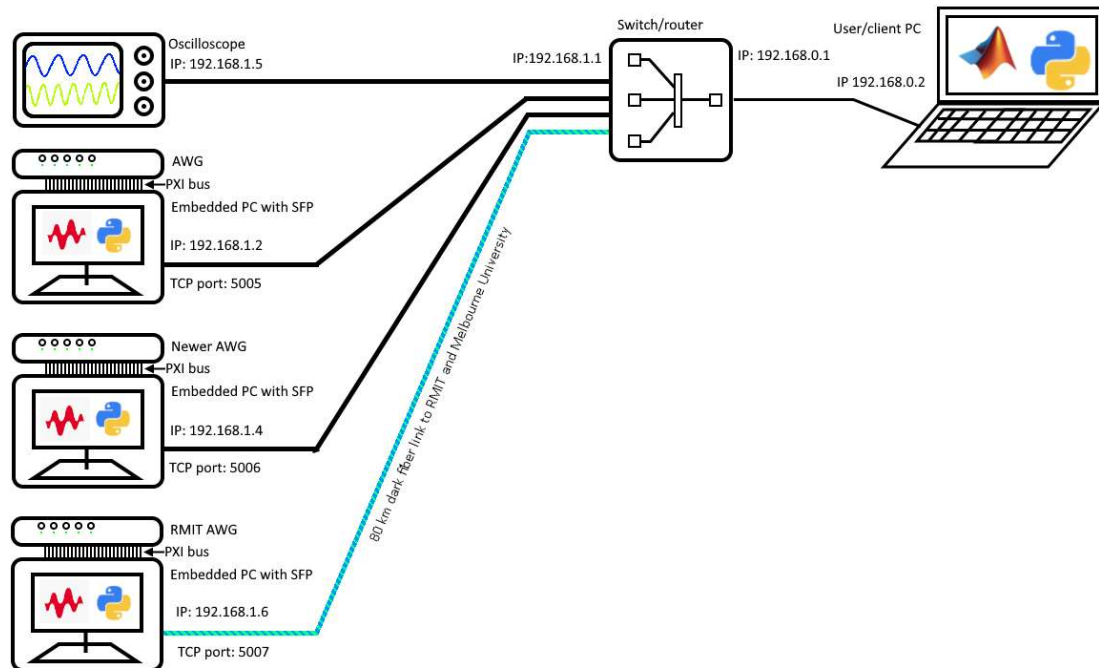 Oscilloscope
IP: 192.168.1.5
Switch/router
IP:192.168.1.1
IP: 192.168.0.1
User/client PC
IP 192.168.0.2
AWG
PXI bus
Embedded PC with SFP
IP: 192.168.1.2
TCP port: 5005
Newer AWG
PXI bus
Embedded PC with SFP
IP: 192.168.1.4
TCP port: 5006
80 km dark fiber link to RMIT and Melbourne University
RMIT AWG
PXI bus
Embedded PC with SFP
IP: 192.168.1.6
TCP port: 5007